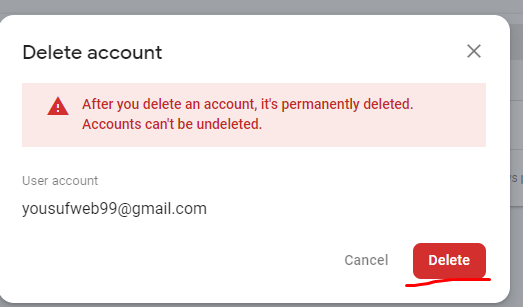 Delete account
After you delete an account, it's permanently deleted.
Accounts can't be undeleted.
User account
yousufweb99@gmail.com
Cancel
Delete